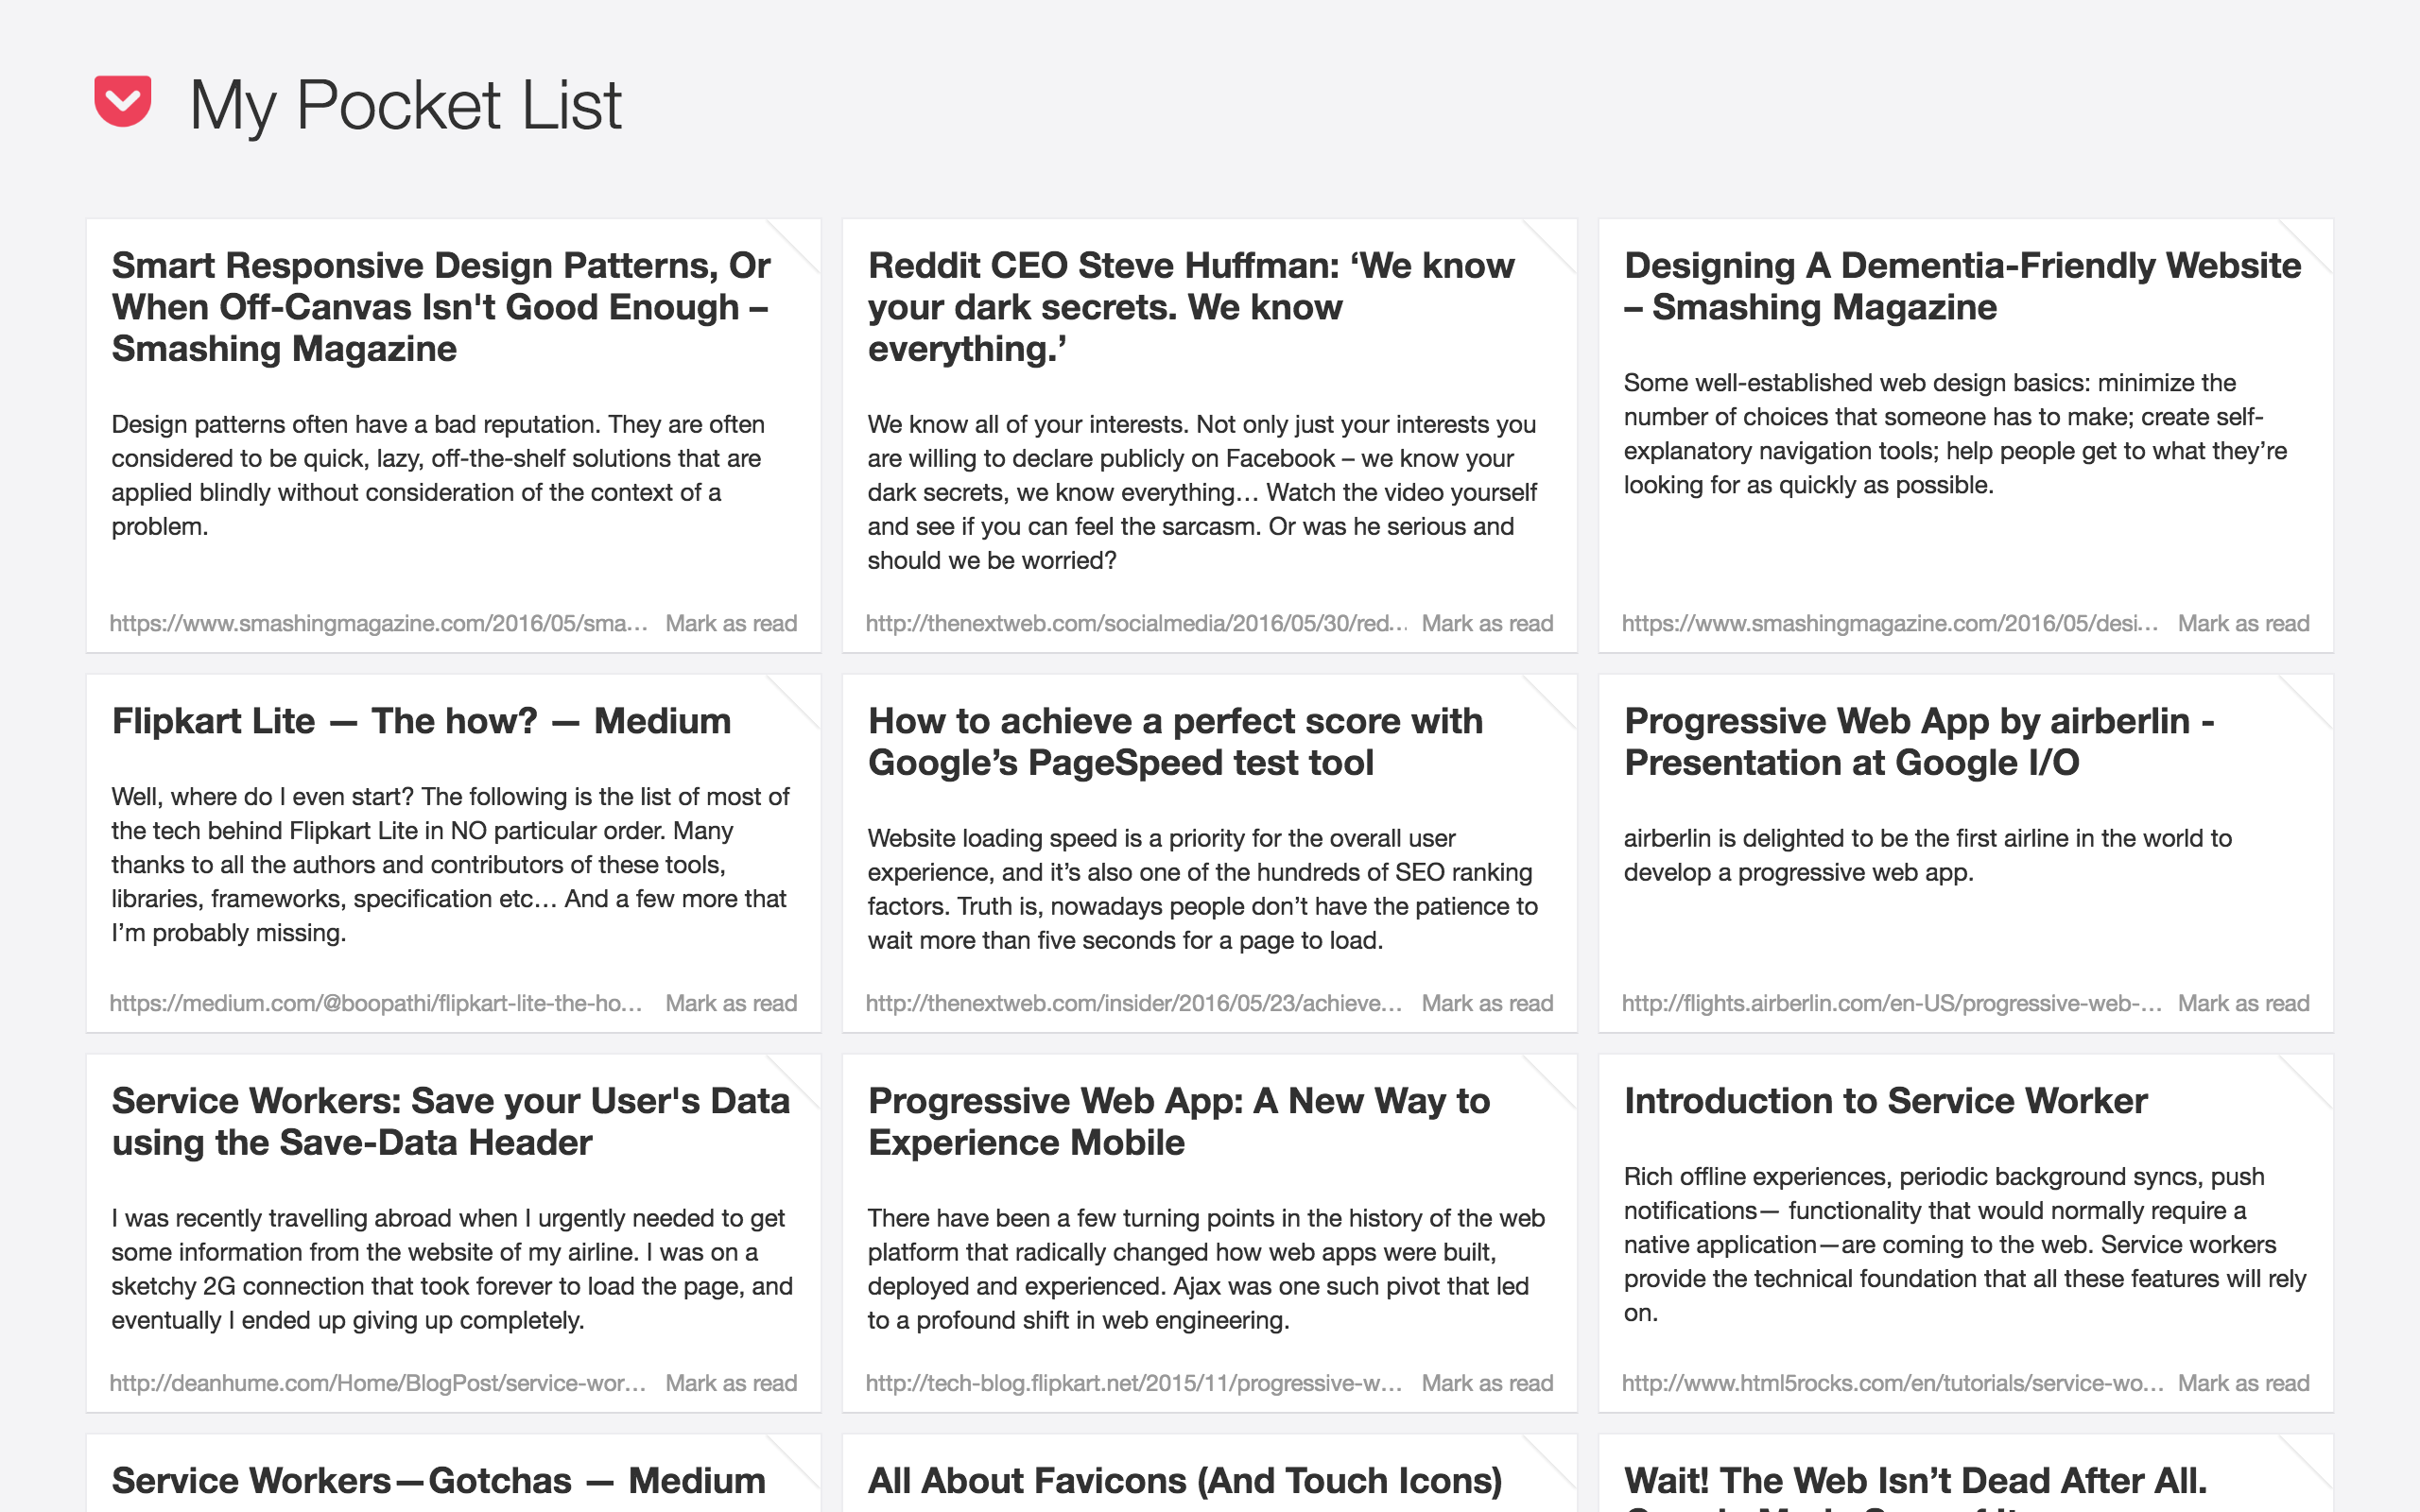 My Pocket List
Smart Responsive Design Patterns, Or
When Off-Canvas Isn't Good Enough –
Smashing Magazine
Design patterns often have a bad reputation. They are often
considered to be quick, lazy, off-the-shelf solutions that are
applied blindly without consideration of the context of a
problem.
https://www.smashingmagazine.com/2016/05/sma… Mark as read
Reddit CEO Steve Huffman: ‘We know
your dark secrets. We know
everything.’
We know all of your interests. Not only just your interests you
are willing to declare publicly on Facebook – we know your
dark secrets, we know everything… Watch the video yourself
and see if you can feel the sarcasm. Or was he serious and
should we be worried?
http://thenextweb.com/socialmedia/2016/05/30/red… Mark as read
Designing A Dementia-Friendly Website
– Smashing Magazine
Some well-established web design basics: minimize the
number of choices that someone has to make; create self-
explanatory navigation tools; help people get to what they’re
looking for as quickly as possible.
https://www.smashingmagazine.com/2016/05/desi… Mark as read
Flipkart Lite — The how? — Medium
Well, where do I even start? The following is the list of most of
the tech behind Flipkart Lite in NO particular order. Many
thanks to all the authors and contributors of these tools,
libraries, frameworks, specification etc… And a few more that
I’m probably missing.
https://medium.com/@boopathi/flipkart-lite-the-ho… Mark as read
How to achieve a perfect score with
Google’s PageSpeed test tool
Website loading speed is a priority for the overall user
experience, and it’s also one of the hundreds of SEO ranking
factors. Truth is, nowadays people don’t have the patience to
wait more than five seconds for a page to load.
http://thenextweb.com/insider/2016/05/23/achieve… Mark as read
Progressive Web App by airberlin -
Presentation at Google I/O
airberlin is delighted to be the first airline in the world to
develop a progressive web app.
http://flights.airberlin.com/en-US/progressive-web-… Mark as read
Service Workers: Save your User's Data
using the Save-Data Header
I was recently travelling abroad when I urgently needed to get
some information from the website of my airline. I was on a
sketchy 2G connection that took forever to load the page, and
eventually I ended up giving up completely.
http://deanhume.com/Home/BlogPost/service-wor… Mark as read
Progressive Web App: A New Way to
Experience Mobile
There have been a few turning points in the history of the web
platform that radically changed how web apps were built,
deployed and experienced. Ajax was one such pivot that led
to a profound shift in web engineering.
http://tech-blog.flipkart.net/2015/11/progressive-w… Mark as read
Introduction to Service Worker
Rich offline experiences, periodic background syncs, push
notifications— functionality that would normally require a
native application—are coming to the web. Service workers
provide the technical foundation that all these features will rely
on.
http://www.html5rocks.com/en/tutorials/service-wo… Mark as read
Service Workers—Gotchas — Medium
All About Favicons (And Touch Icons)
Wait! The Web Isn’t Dead After All.